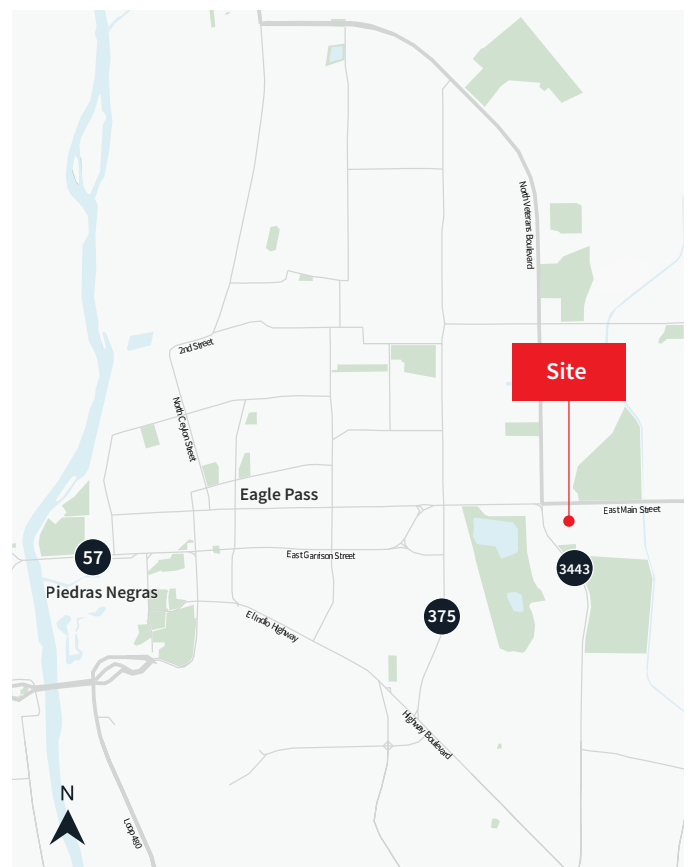 North Veterans Boulevard
2nd Street
Site
North Ceylon Street
Eagle Pass
East Main Street
57
East Garrison Street
3443
Piedras Negras
375
El Indio Highway
Highway Boulevard
N
Loop 480